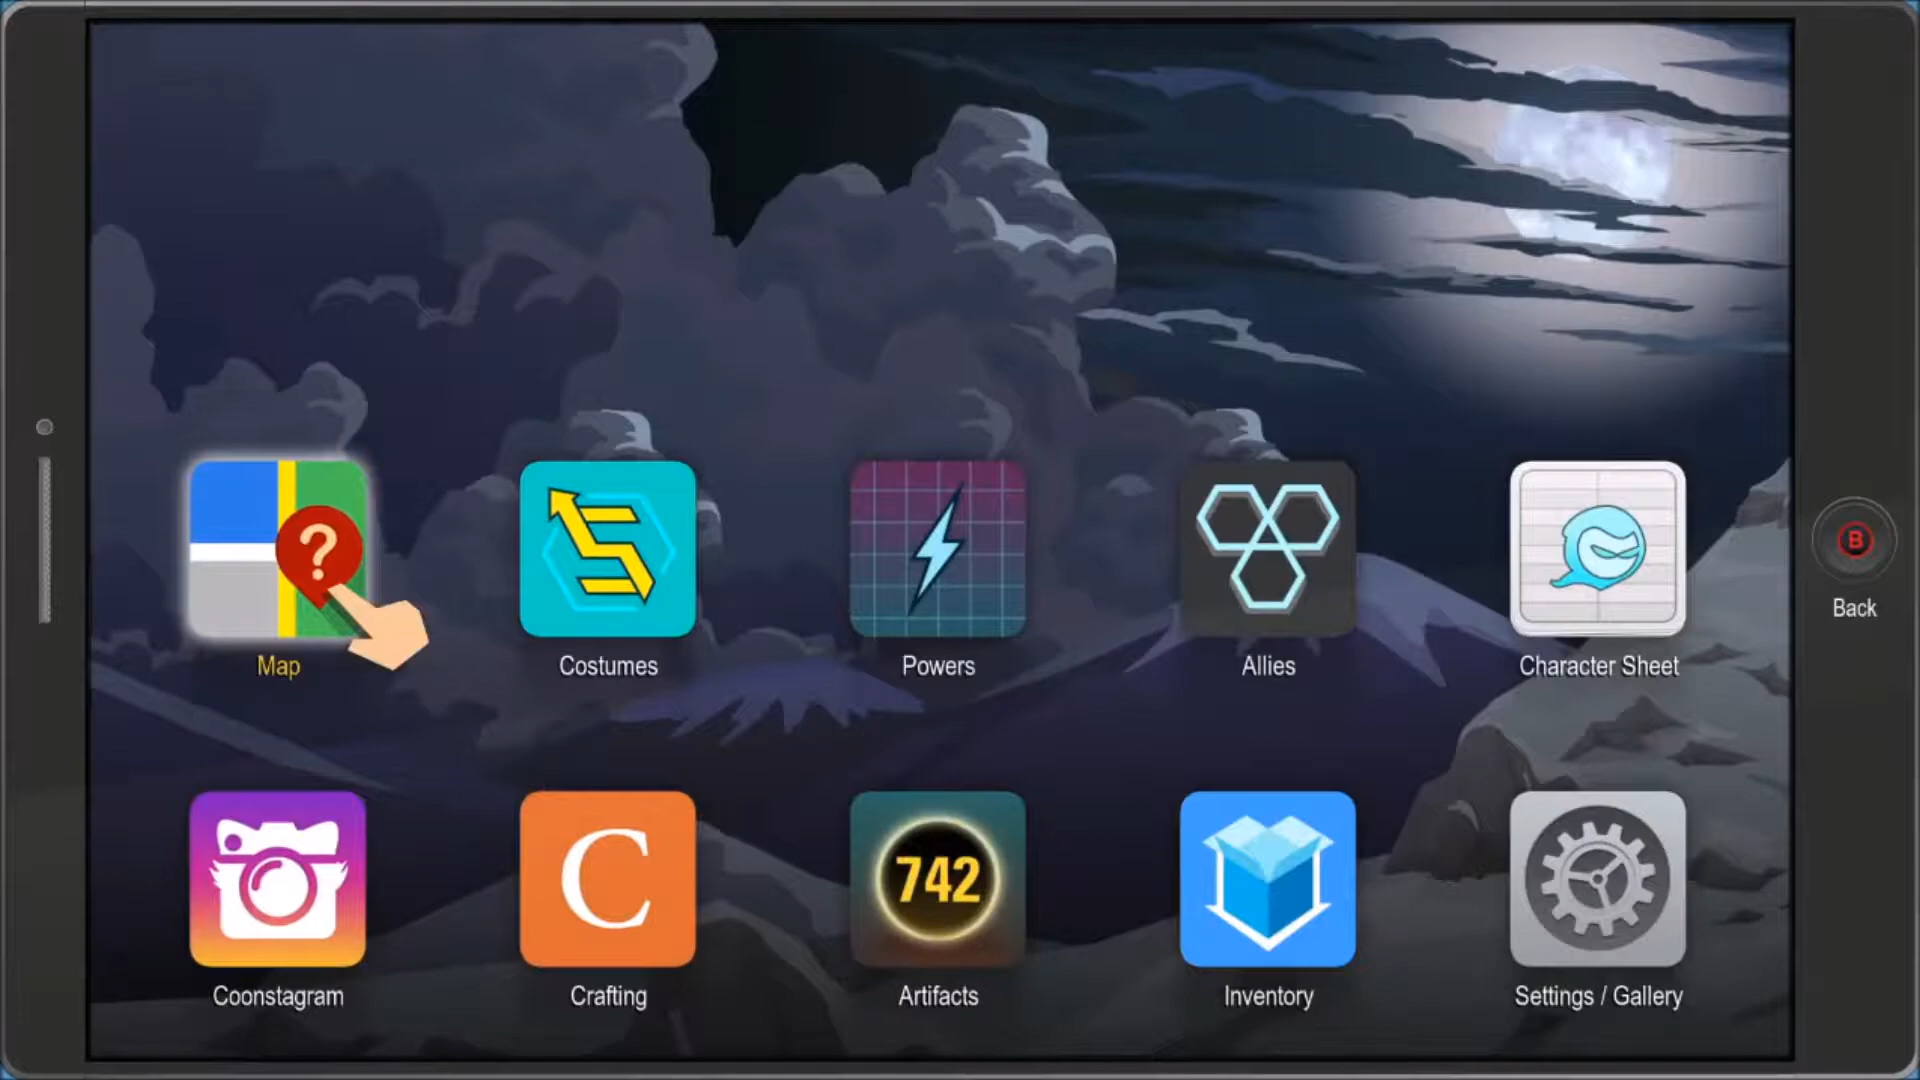 ?
Map
Costumes
Powers
Allies
Character Sheet
B
Back
C
742
Coonstagram
Crafting
Artifacts
Inventory
Settings / Gallery